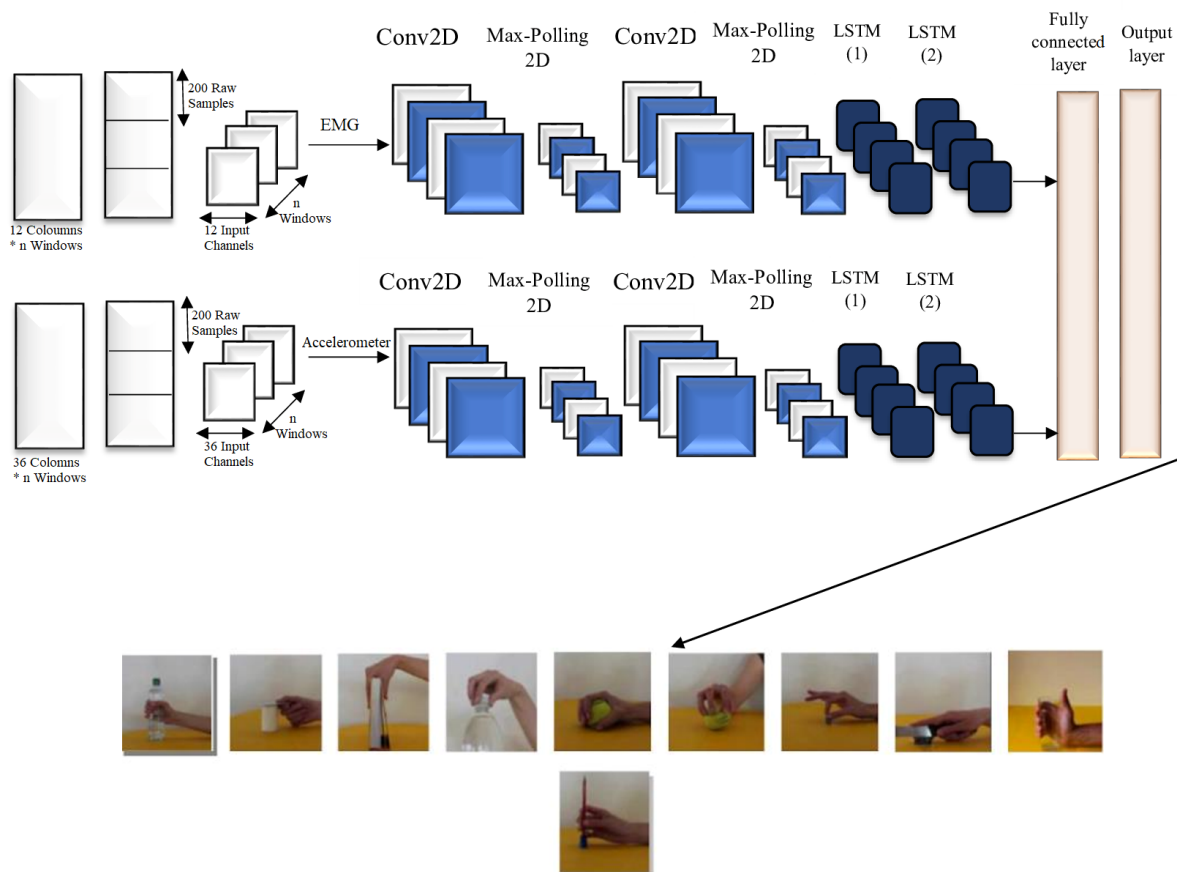 Conv2D
Max-Polling
2D
Conv2D
Max-Polling
2D
LSTM
(1)
LSTM
(2)
Fully
connected
layer
Output
layer
200 Raw
Samples
EMG
n
Windows
12 Coloumns
* n Windows
12 Input
Channels
Conv2D
Max-Polling
2D
Conv2D
Max-Polling
2D
LSTM
(1)
LSTM
(2)
200 Raw
Samples
Accelerometer
n
Windows
36 Input
Channels
36 Colomns
* n Windows